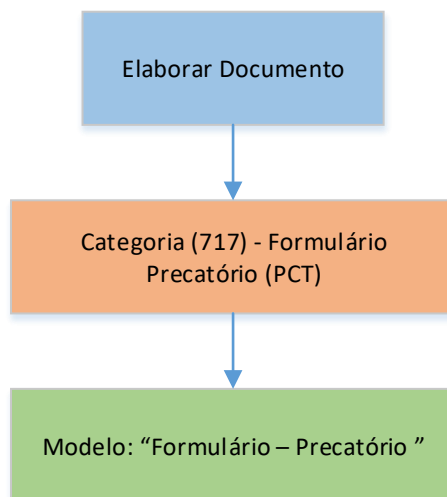 Elaborar Documento
Categoria (717) - Formulário
Precatório (PCT)
Modelo: “Formulário – Precatório ”